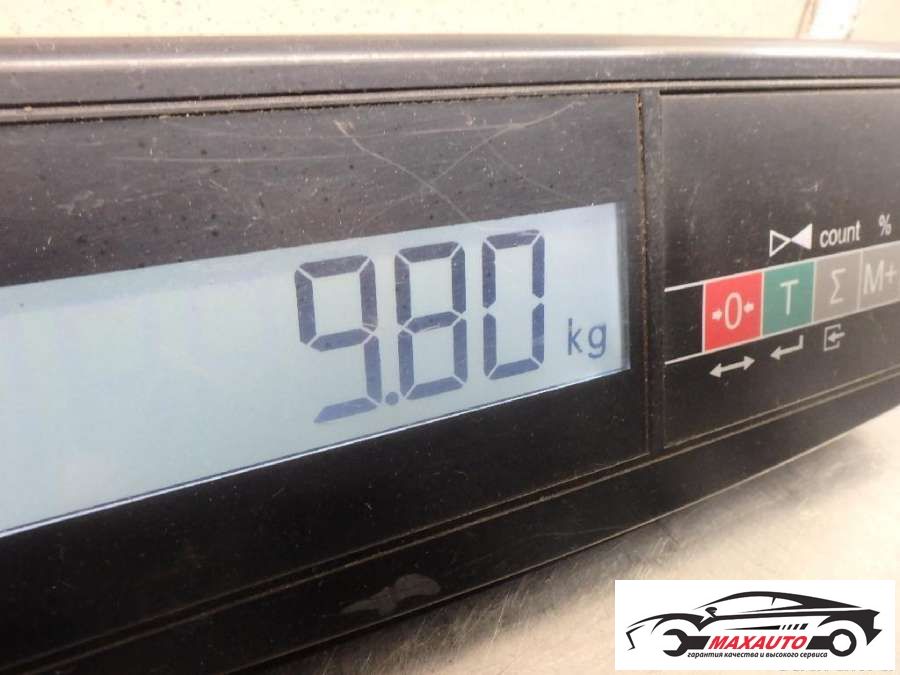 9.80 kg
count %
0 T Σ M+
MAXAUTO
гарантия качества и высокого сервиса